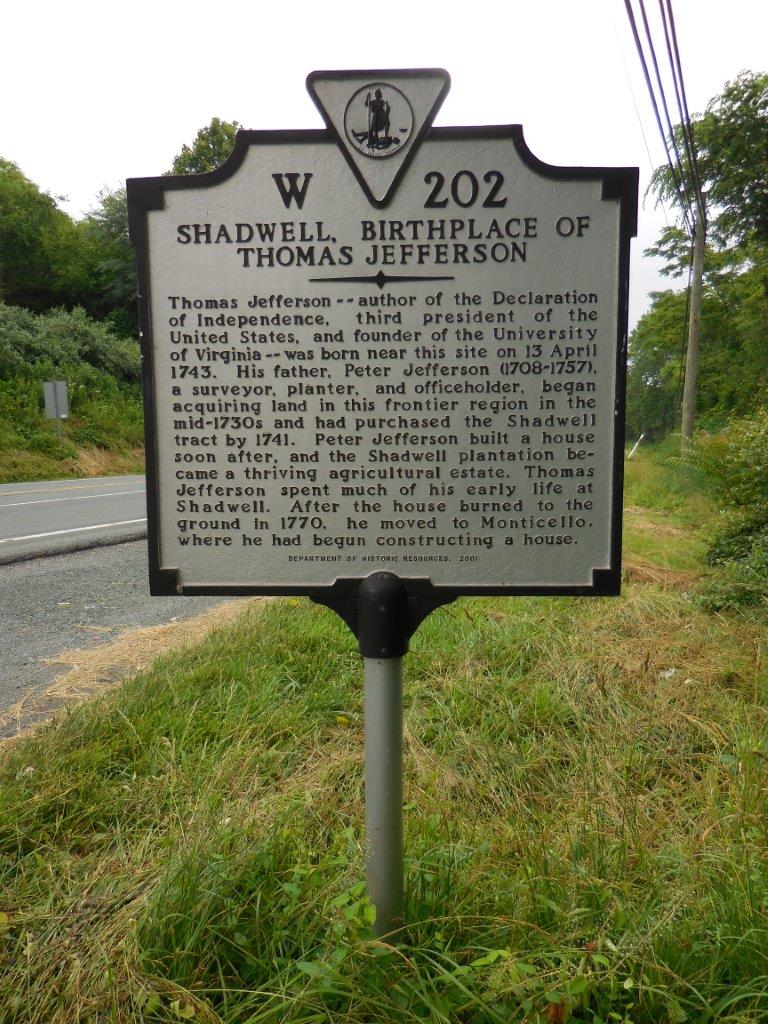 W 202
SHADWELL, BIRTHPLACE OF
THOMAS JEFFERSON
Thomas Jefferson -- author of the Declaration
of Independence, third president of the
United States, and founder of the University
of Virginia -- was born near this site on 13 April
1743. His father, Peter Jefferson (1708-1757),
a surveyor, planter, and officeholder, began
acquiring land in this frontier region in the
mid-1730s and had purchased the Shadwell
tract by 1741. Peter Jefferson built a house
soon after, and the Shadwell plantation be-
came a thriving agricultural estate. Thomas
Jefferson spent much of his early life at
Shadwell. After the house burned to the
ground in 1770, he moved to Monticello,
where he had begun constructing a house.
DEPARTMENT OF HISTORIC RESOURCES, 2001